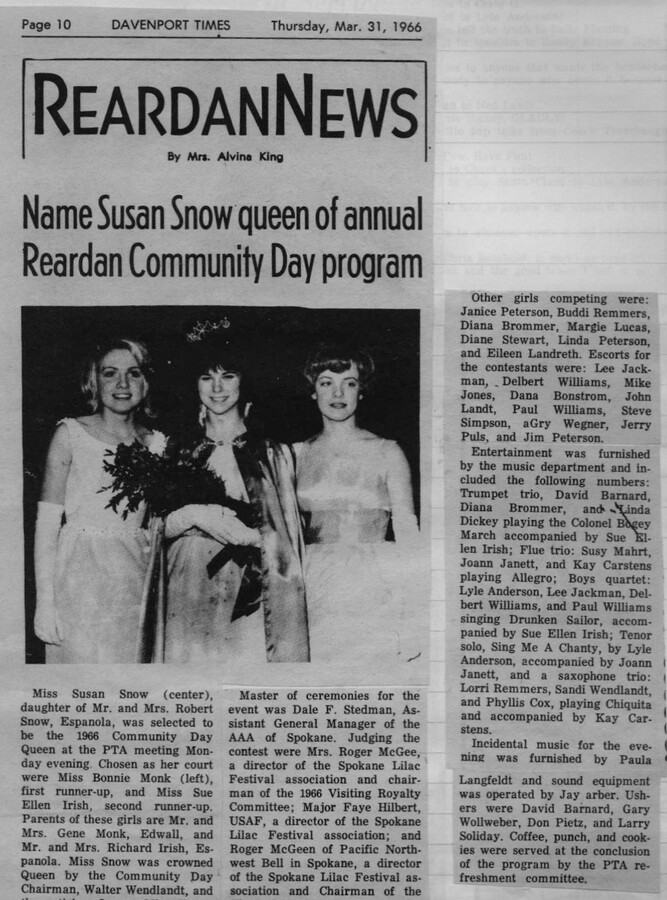 Page 10 DAVENPORT TIMES Thursday, Mar. 31, 1966
REARDAN NEWS
By Mrs. Alvina King
Name Susan Snow queen of annual
Reardan Community Day program
Miss Susan Snow (center),
daughter of Mr. and Mrs. Robert
Snow, Espanola, was selected to
be the 1966 Community Day
Queen at the PTA meeting Mon-
day evening. Chosen as her court
were Miss Bonnie Monk (left),
first runner-up, and Miss Sue
Ellen Irish, second runner-up.
Parents of these girls are Mr. and
Mrs. Gene Monk, Edwall, and
Mr. and Mrs. Richard Irish, Es-
panola. Miss Snow was crowned
Queen by the Community Day
Chairman, Walter Wendlandt, and
Master of ceremonies for the
event was Dale F. Stedman, As-
sistant General Manager of the
AAA of Spokane. Judging the
contest were Mrs. Roger McGee,
a director of the Spokane Lilac
Festival association and chair-
man of the 1966 Visiting Royalty
Committee; Major Faye Hilbert,
USAF, a director of the Spokane
Lilac Festival association; and
Roger McGeen of Pacific North-
west Bell in Spokane, a director
of the Spokane Lilac Festival as-
sociation and Chairman of the
Other girls competing were:
Janice Peterson, Buddi Remmers,
Diana Brommer, Margie Lucas,
Diane Stewart, Linda Peterson,
and Eileen Landreth. Escorts for
the contestants were: Lee Jack-
man, Delbert Williams, Mike
Jones, Dana Bonstrom, John
Landt, Paul Williams, Steve
Simpson, aGry Wegner, Jerry
Puls, and Jim Peterson.
Entertainment was furnished
by the music department and in-
cluded the following numbers:
Trumpet trio, David Barnard,
Diana Brommer, and Linda
Dickey playing the Colonel Bogey
March accompanied by Sue El-
len Irish; Flue trio: Susy Mahrt,
Joann Janett, and Kay Carstens
playing Allegro; Boys quartet:
Lyle Anderson, Lee Jackman, Del-
bert Williams, and Paul Williams
singing Drunken Sailor, accom-
panied by Sue Ellen Irish; Tenor
solo, Sing Me A Chanty, by Lyle
Anderson, accompanied by Joann
Janett, and a saxophone trio:
Lorri Remmers, Sandi Wendlandt,
and Phyllis Cox, playing Chiquita
and accompanied by Kay Car-
stens.
Incidental music for the eve-
ning was furnished by Paula
Langfeldt and sound equipment
was operated by Jay arber. Ush-
ers were David Barnard, Gary
Wollweber, Don Pietz, and Larry
Soliday. Coffee, punch, and cook-
ies were served at the conclusion
of the program by the PTA re-
freshment committee.